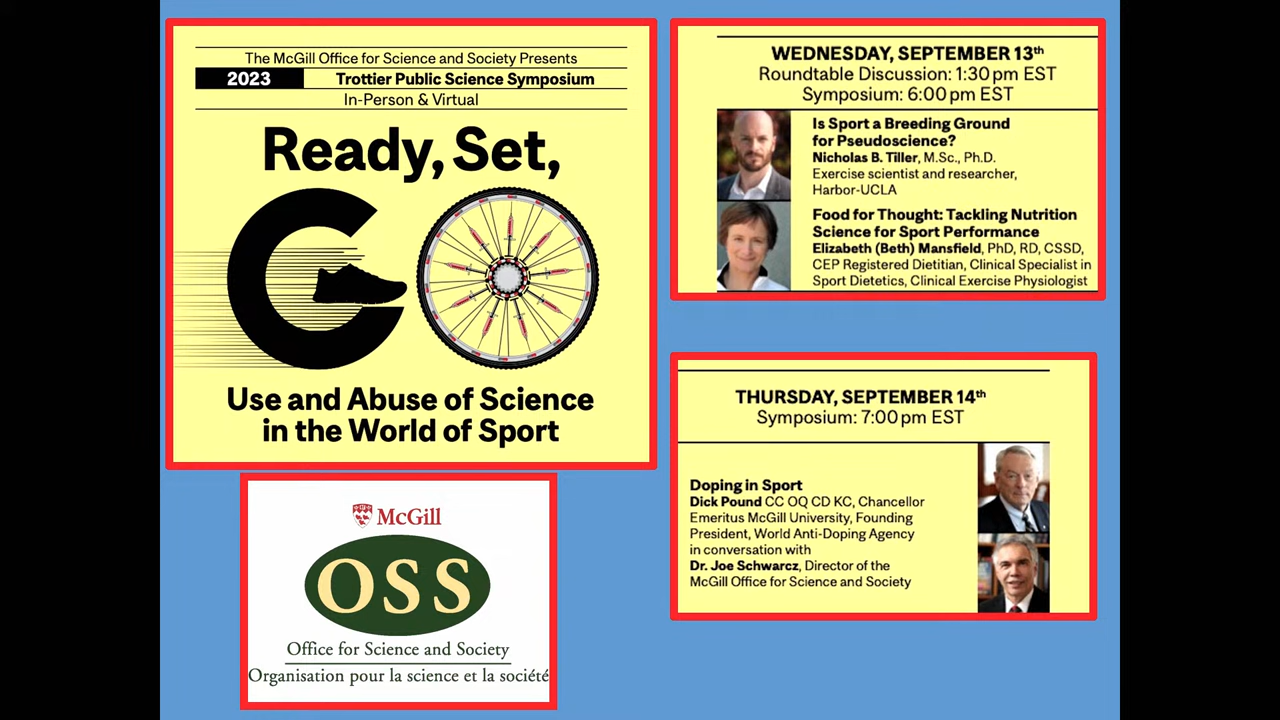 The McGill Office for Science and Society Presents
2023 Trottier Public Science Symposium
In-Person & Virtual
Ready, Set,
GO
Use and Abuse of Science
in the World of Sport
McGill
OSS
Office for Science and Society
Organisation pour la science et la société
WEDNESDAY, SEPTEMBER 13th
Roundtable Discussion: 1:30 pm EST
Symposium: 6:00 pm EST
Is Sport a Breeding Ground
for Pseudoscience?
Nicholas B. Tiller, M.Sc., Ph.D.
Exercise scientist and researcher,
Harbor-UCLA
Food for Thought: Tackling Nutrition
Science for Sport Performance
Elizabeth (Beth) Mansfield, PhD, RD, CSSD,
CEP Registered Dietitian, Clinical Specialist in
Sport Dietetics, Clinical Exercise Physiologist
THURSDAY, SEPTEMBER 14th
Symposium: 7:00 pm EST
Doping in Sport
Dick Pound CC OQ CD KC, Chancellor
Emeritus McGill University, Founding
President, World Anti-Doping Agency
in conversation with
Dr. Joe Schwarcz, Director of the
McGill Office for Science and Society